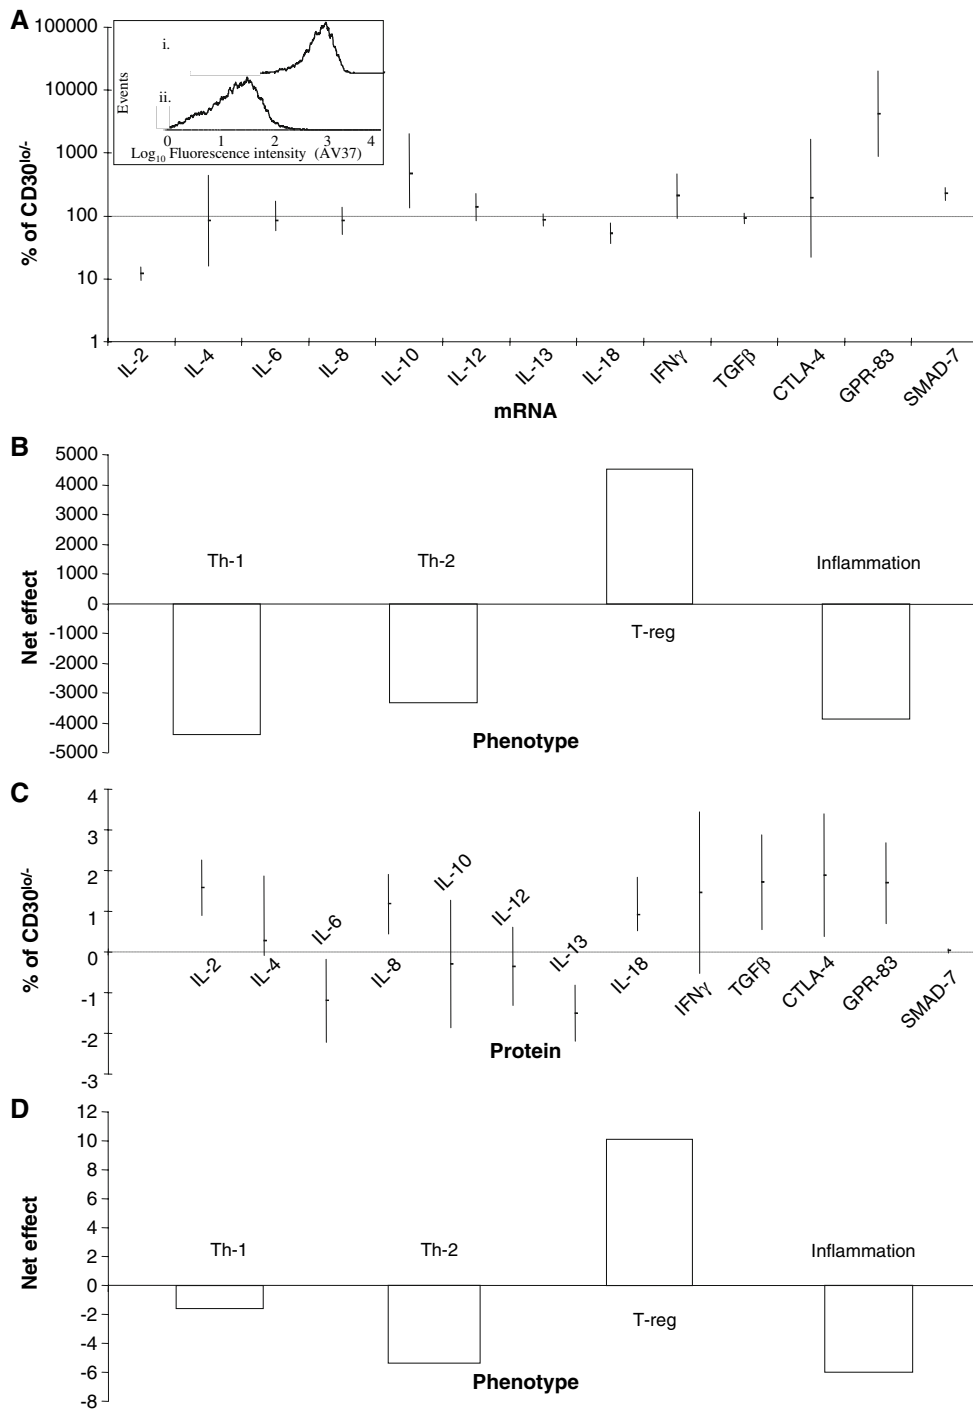 A
100000
10000
1000
100
10
1
% of CD30lo/-
i.
ii.
Events
0 1 2 3 4
Log10 Fluorescence intensity (AV37)
IL-2 IL-4 IL-6 IL-8 IL-10 IL-12 IL-13 IL-18 IFNγ TGFβ CTLA-4 GPR-83 SMAD-7
mRNA
B
5000
4000
3000
2000
1000
0
-1000
-2000
-3000
-4000
-5000
Net effect
Th-1 Th-2 T-reg Inflammation
Phenotype
C
4
3
2
1
0
-1
-2
-3
% of CD30lo/-
IL-2 IL-4 IL-6 IL-8 IL-10 IL-12 IL-13 IL-18 IFNγ TGFβ CTLA-4 GPR-83 SMAD-7
Protein
D
12
10
8
6
4
2
0
-2
-4
-6
-8
Net effect
Th-1 Th-2 T-reg Inflammation
Phenotype